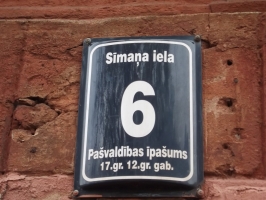 Sīmaņa iela
6
Pašvaldības īpašums
17.gr. 12.gr. gab.